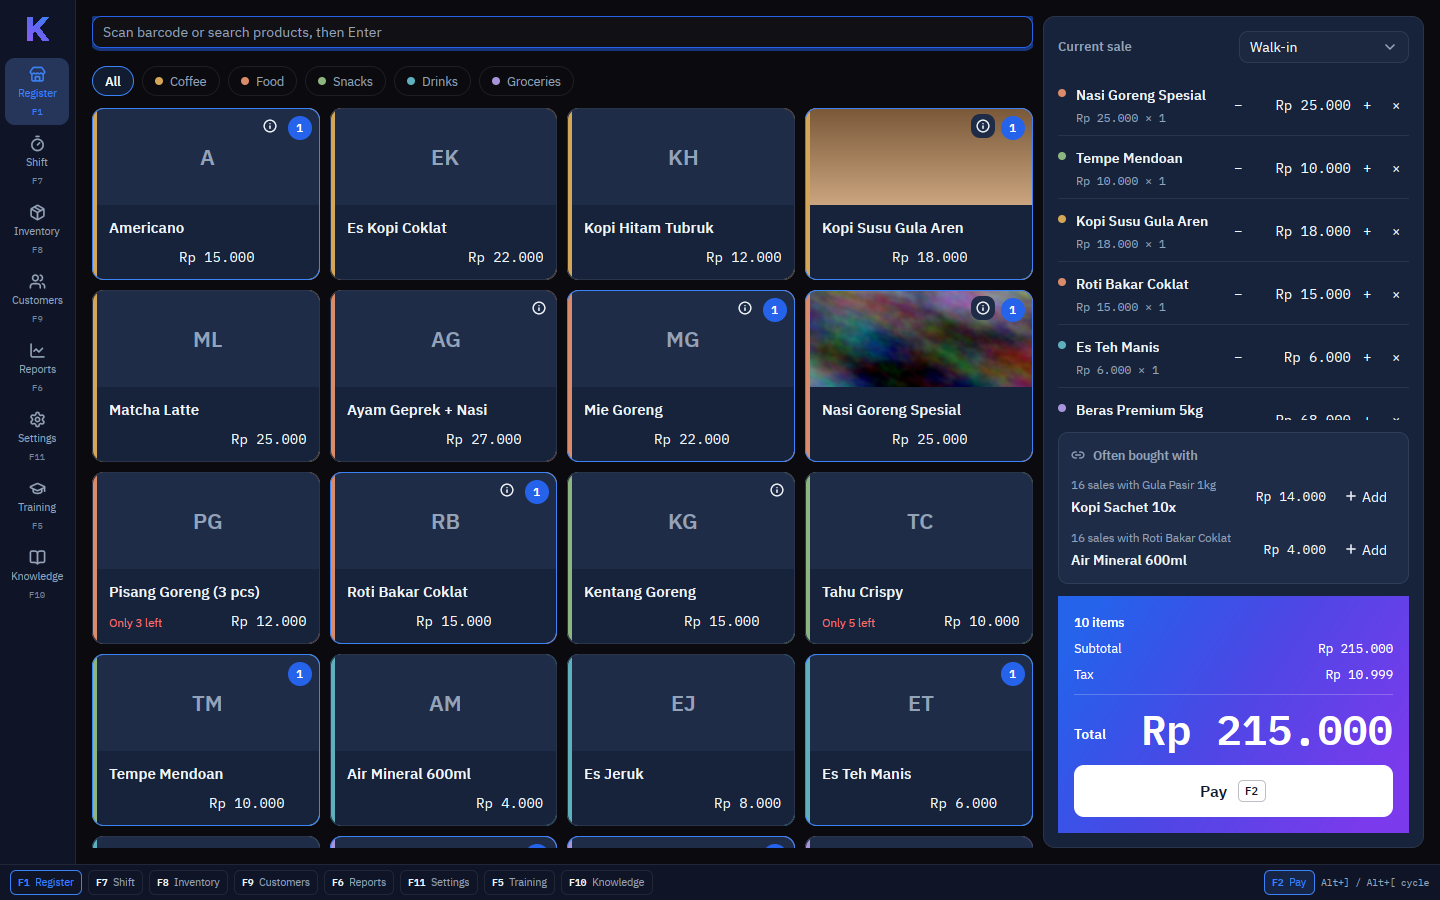 K
Register
F1
Shift
F7
Inventory
F8
Customers
F9
Reports
F6
Settings
F11
Training
F5
Knowledge
F10
Scan barcode or search products, then Enter
All
Coffee
Food
Snacks
Drinks
Groceries
A
1
Americano
Rp 15.000
EK
Es Kopi Coklat
Rp 22.000
KH
Kopi Hitam Tubruk
Rp 12.000
1
Kopi Susu Gula Aren
Rp 18.000
ML
Matcha Latte
Rp 25.000
AG
Ayam Geprek + Nasi
Rp 27.000
MG
1
Mie Goreng
Rp 22.000
1
Nasi Goreng Spesial
Rp 25.000
PG
Pisang Goreng (3 pcs)
Only 3 left
Rp 12.000
RB
1
Roti Bakar Coklat
Rp 15.000
KG
Kentang Goreng
Rp 15.000
TC
Tahu Crispy
Only 5 left
Rp 10.000
TM
1
Tempe Mendoan
Rp 10.000
AM
Air Mineral 600ml
Rp 4.000
EJ
Es Jeruk
Rp 8.000
ET
1
Es Teh Manis
Rp 6.000
Current sale
Walk-in
Nasi Goreng Spesial
Rp 25.000 × 1
− Rp 25.000 + ×
Tempe Mendoan
Rp 10.000 × 1
− Rp 10.000 + ×
Kopi Susu Gula Aren
Rp 18.000 × 1
− Rp 18.000 + ×
Roti Bakar Coklat
Rp 15.000 × 1
− Rp 15.000 + ×
Es Teh Manis
Rp 6.000 × 1
− Rp 6.000 + ×
Beras Premium 5kg
− Rp 68.000 + ×
Often bought with
16 sales with Gula Pasir 1kg
Kopi Sachet 10x
Rp 14.000
+ Add
16 sales with Roti Bakar Coklat
Air Mineral 600ml
Rp 4.000
+ Add
10 items
Subtotal Rp 215.000
Tax Rp 10.999
Total Rp 215.000
Pay F2
F1 Register
F7 Shift
F8 Inventory
F9 Customers
F6 Reports
F11 Settings
F5 Training
F10 Knowledge
F2 Pay
Alt+] / Alt+[ cycle